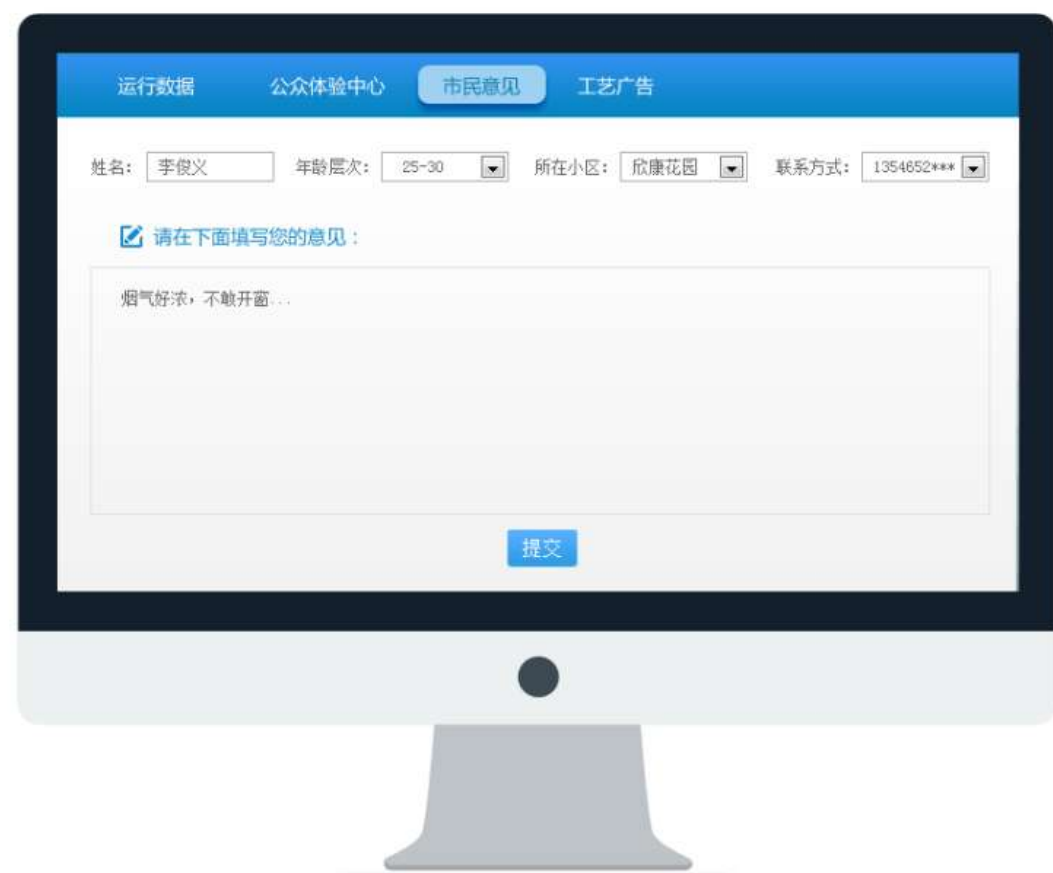 运行数据 公众体验中心 市民意见 工艺广告
姓名: 李俊义 年龄层次: 25-30 所在小区: 欣康花园 联系方式: 1354652***
请在下面填写您的意见:
烟气好浓，不敢开窗...
提交